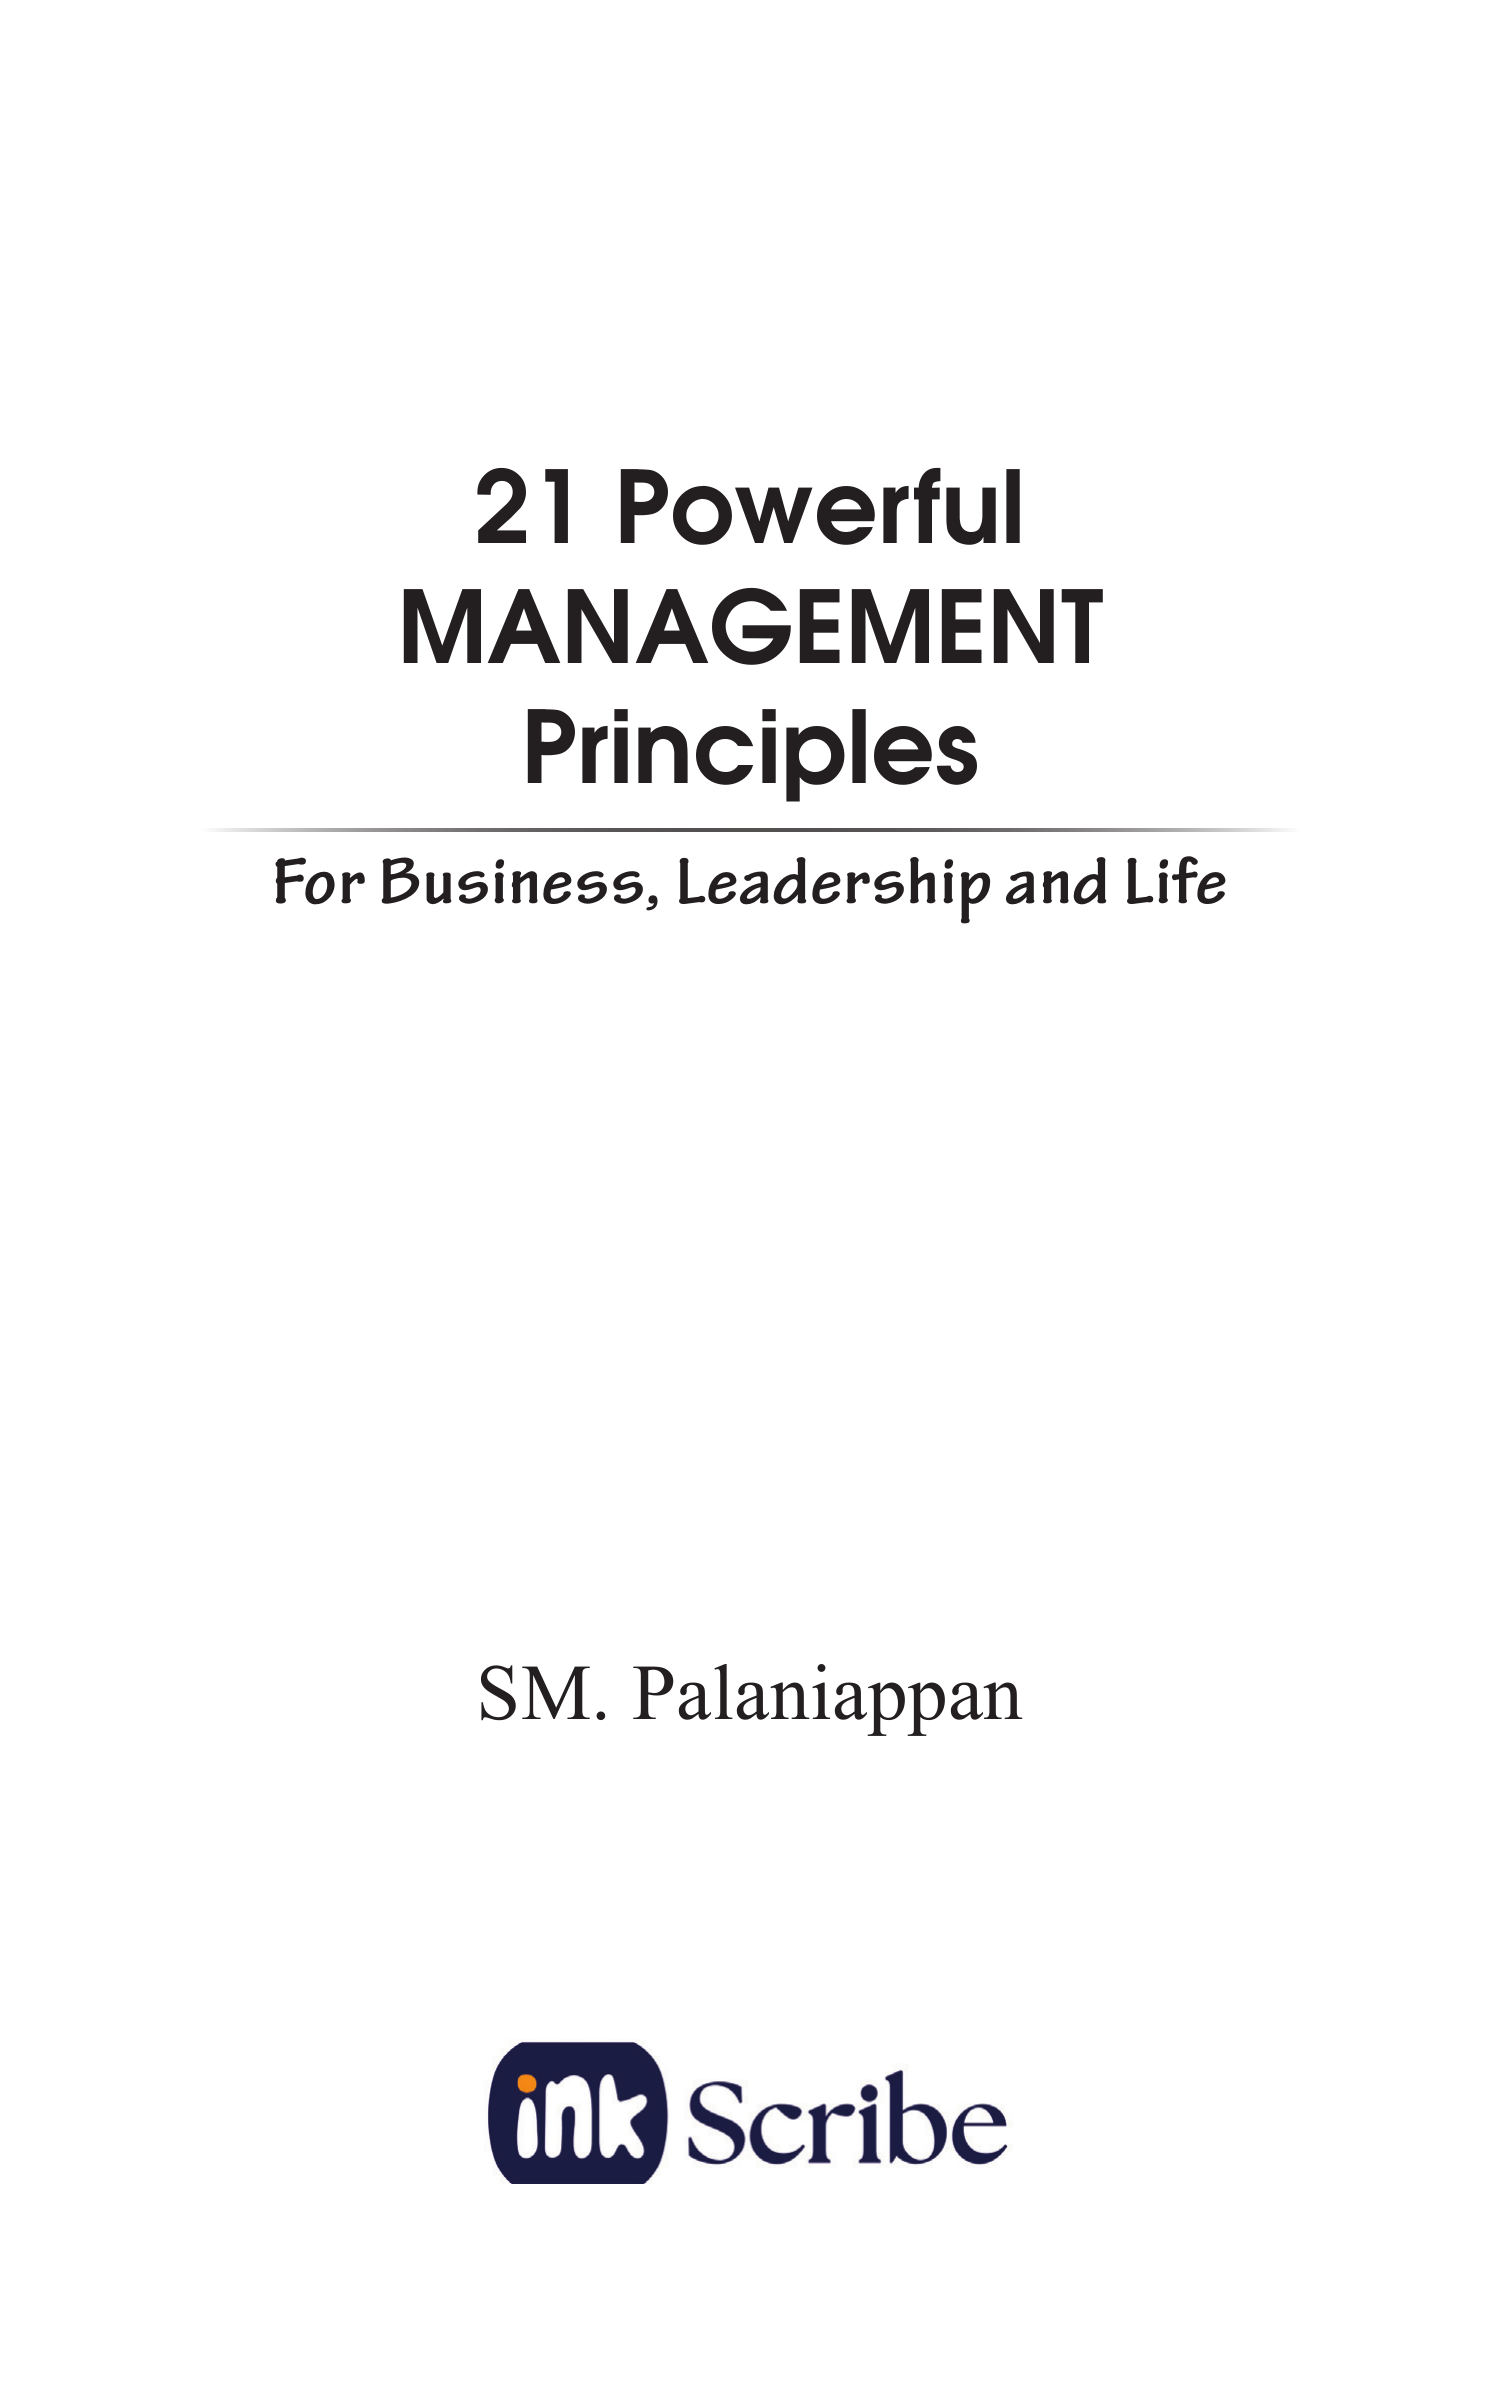 21 Powerful
MANAGEMENT
Principles
For Business, Leadership and Life
SM. Palaniappan
ink Scribe